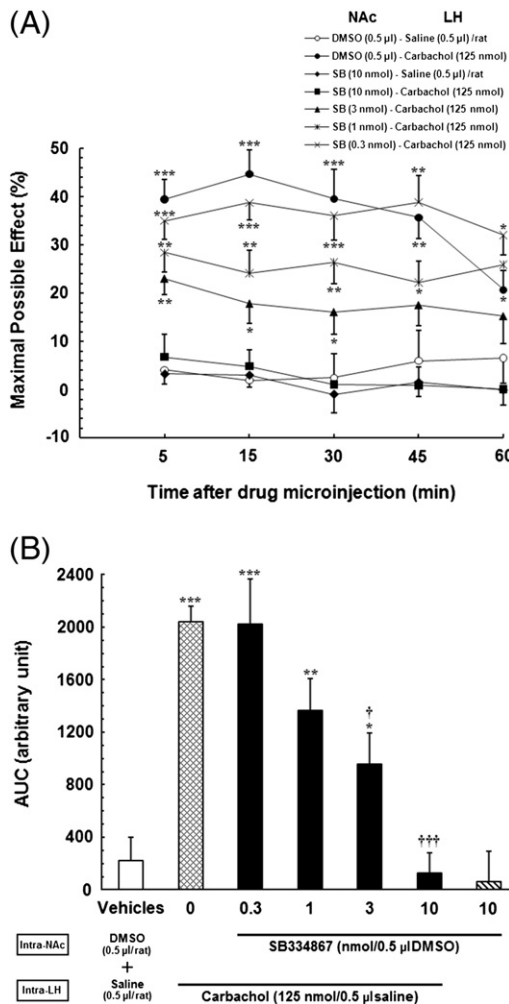 (A)
NAc LH
DMSO (0.5 µl) - Saline (0.5 µl) /rat
DMSO (0.5 µl) - Carbachol (125 nmol)
SB (10 nmol) - Saline (0.5 µl) /rat
SB (10 nmol) - Carbachol (125 nmol)
SB (3 nmol) - Carbachol (125 nmol)
SB (1 nmol) - Carbachol (125 nmol)
SB (0.3 nmol) - Carbachol (125 nmol)
Maximal Possible Effect (%)
50
40
30
20
10
0
-10
*** *** *** **
*** *
*** ***
** ** **
** * *
** * *
5 15 30 45 60
Time after drug microinjection (min)
(B)
AUC (arbitrary unit)
2400
2000
1600
1200
800
400
0
*** ***
**
†
*
†††
Vehicles 0 0.3 1 3 10 10
Intra-NAc DMSO (0.5 µl/rat) SB334867 (nmol/0.5 µlDMSO)
+
Intra-LH Saline (0.5 µl/rat) Carbachol (125 nmol/0.5 µlsaline)